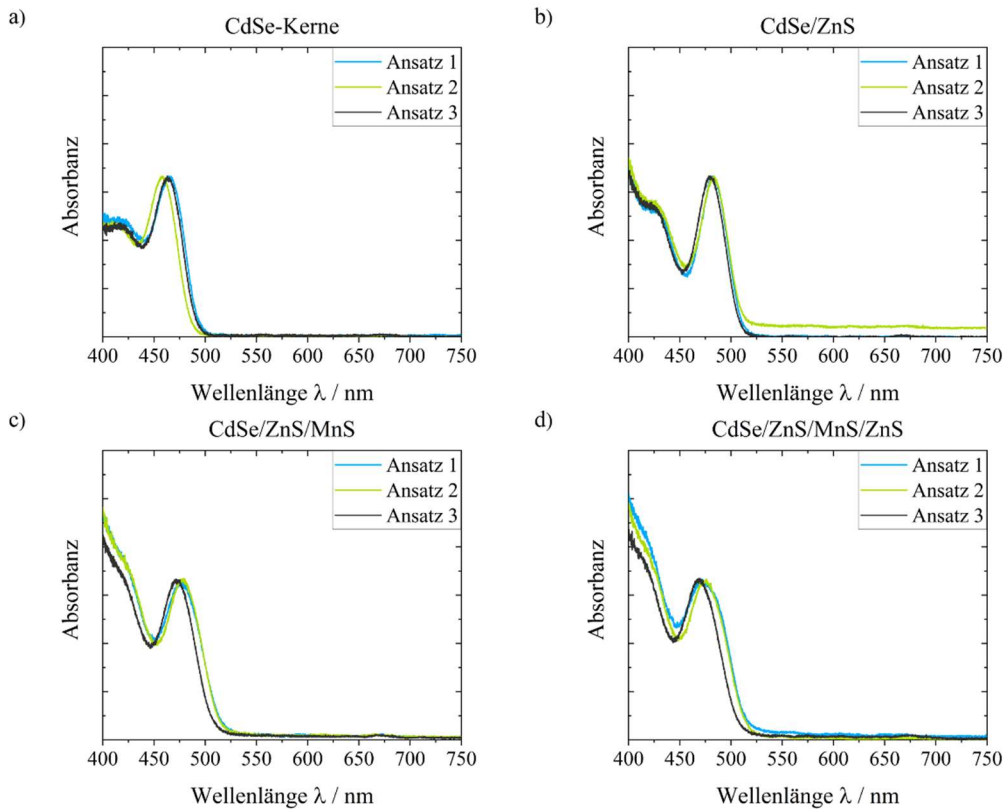 a)
CdSe-Kerne
Ansatz 1
Ansatz 2
Ansatz 3
Absorbanz
400 450 500 550 600 650 700 750
Wellenlänge λ / nm
b)
CdSe/ZnS
Ansatz 1
Ansatz 2
Ansatz 3
Absorbanz
400 450 500 550 600 650 700 750
Wellenlänge λ / nm
c)
CdSe/ZnS/MnS
Ansatz 1
Ansatz 2
Ansatz 3
Absorbanz
400 450 500 550 600 650 700 750
Wellenlänge λ / nm
d)
CdSe/ZnS/MnS/ZnS
Ansatz 1
Ansatz 2
Ansatz 3
Absorbanz
400 450 500 550 600 650 700 750
Wellenlänge λ / nm